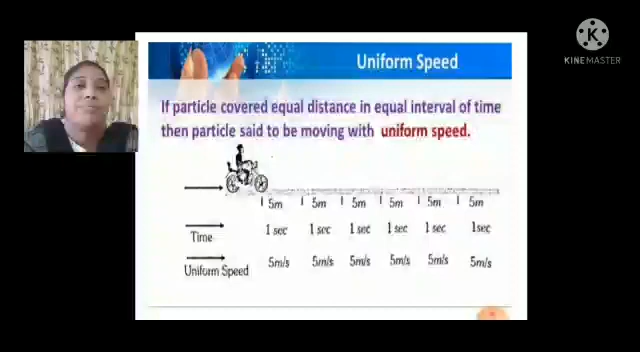 KINEMASTER
Uniform Speed
If particle covered equal distance in equal interval of time
then particle said to be moving with uniform speed.
5m 5m 5m 5m 5m 5m
Time 1 sec 1 sec 1 sec 1 sec 1 sec 1sec
Uniform Speed 5m/s 5m/s 5m/s 5m/s 5m/s 5m/s